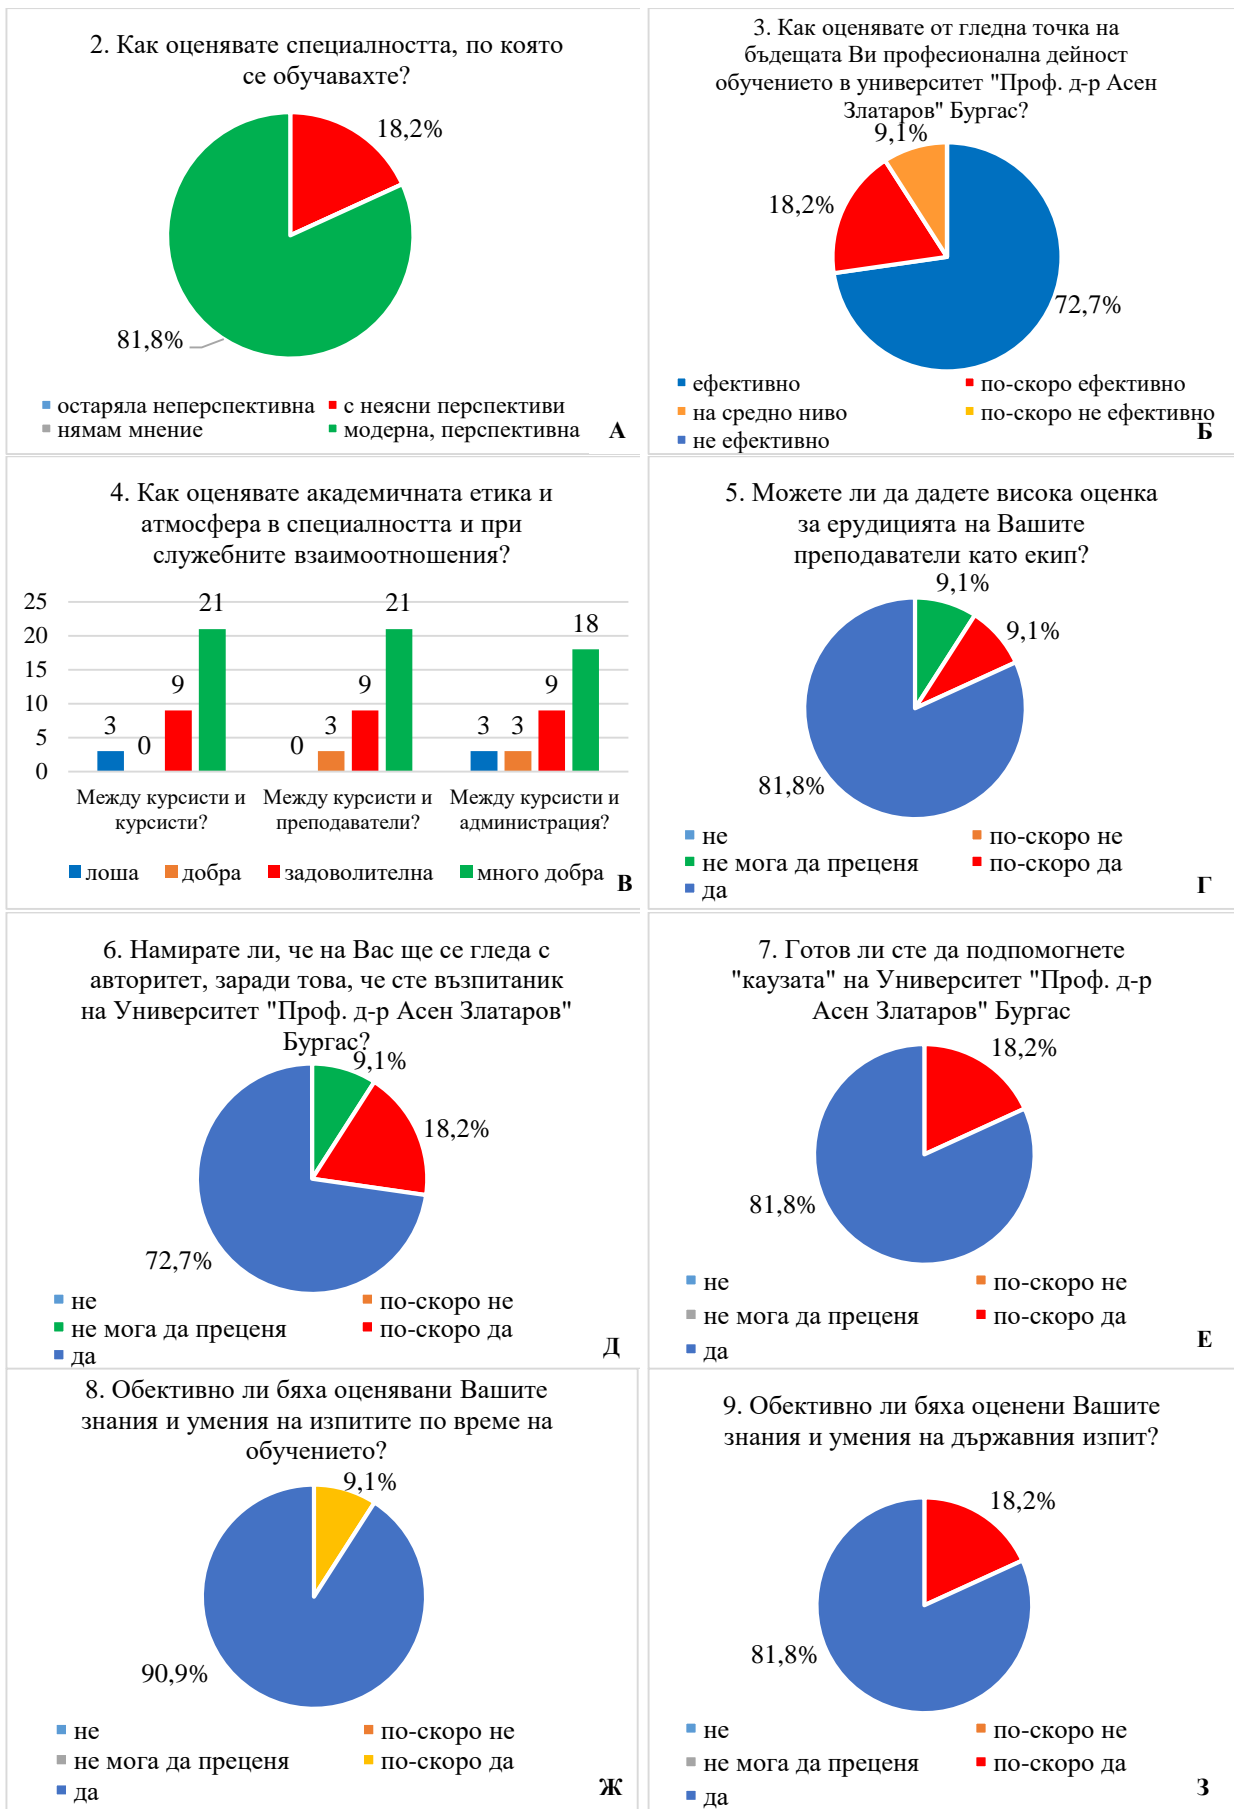 2. Как оценявате специалността, по която
се обучавахте?
18,2%
81,8%
остаряла неперспективна
с неясни перспективи
нямам мнение
модерна, перспективна
А
3. Как оценявате от гледна точка на
бъдещата Ви професионална дейност
обучението в университет "Проф. д-р Асен
Златаров" Бургас?
9,1%
18,2%
72,7%
ефективно
по-скоро ефективно
на средно ниво
по-скоро не ефективно
не ефективно
Б
4. Как оценявате академичната етика и
атмосфера в специалността и при
служебните взаимоотношения?
25
20
15
10
5
0
3
0
9
21
0
3
9
21
3
3
9
18
Между курсисти и
курсисти?
Между курсисти и
преподаватели?
Между курсисти и
администрация?
лоша
добра
задоволителна
много добра
В
5. Можете ли да дадете висока оценка
за ерудицията на Вашите
преподаватели като екип?
9,1%
9,1%
81,8%
не
по-скоро не
не мога да преценя
по-скоро да
да
Г
6. Намирате ли, че на Вас ще се гледа с
авторитет, заради това, че сте възпитаник
на Университет "Проф. д-р Асен Златаров"
Бургас?
9,1%
18,2%
72,7%
не
по-скоро не
не мога да преценя
по-скоро да
да
Д
7. Готов ли сте да подпомогнете
"каузата" на Университет "Проф. д-р
Асен Златаров" Бургас
18,2%
81,8%
не
по-скоро не
не мога да преценя
по-скоро да
да
Е
8. Обективно ли бяха оценявани Вашите
знания и умения на изпитите по време на
обучението?
9,1%
90,9%
не
по-скоро не
не мога да преценя
по-скоро да
да
Ж
9. Обективно ли бяха оценени Вашите
знания и умения на държавния изпит?
18,2%
81,8%
не
по-скоро не
не мога да преценя
по-скоро да
да
З